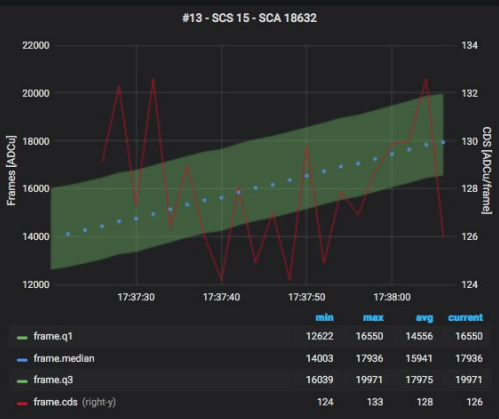 #13 - SCS 15 - SCA 18632
22000 134
20000 132
18000 130
16000 128
14000 126
12000 124
Frames [ADCu]
CDS [ADCu/frame]
17:37:30 17:37:40 17:37:50 17:38:00
min max avg current
frame.q1 12622 16550 14556 16550
frame.median 14003 17936 15941 17936
frame.q3 16039 19971 17975 19971
frame.cds (right-y) 124 133 128 126